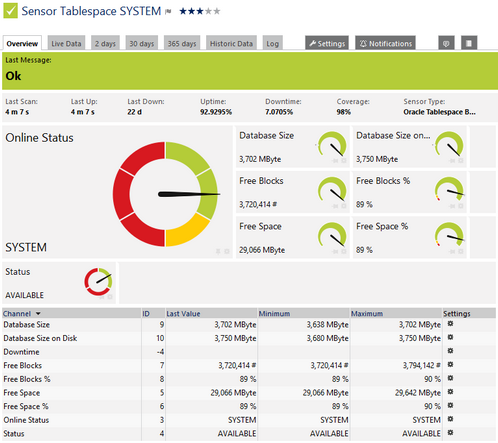 Sensor Tablespace SYSTEM
Overview Live Data 2 days 30 days 365 days Historic Data Log Settings Notifications
Last Message:
Ok
Last Scan: Last Up: Last Down: Uptime: Downtime: Coverage: Sensor Type:
4 m 7 s 4 m 7 s 22 d 92.9295% 7.0705% 98% Oracle Tablespace B...
Online Status
SYSTEM
Database Size
3,702 MByte
Database Size on...
3,750 MByte
Free Blocks
3,720,414 #
Free Blocks %
89 %
Free Space
29,066 MByte
Free Space %
89 %
Status
AVAILABLE
Channel ID Last Value Minimum Maximum Settings
Database Size 9 3,702 MByte 3,638 MByte 3,702 MByte
Database Size on Disk 10 3,750 MByte 3,680 MByte 3,750 MByte
Downtime -4
Free Blocks 7 3,720,414 # 3,720,414 # 3,794,142 #
Free Blocks % 8 89 % 89 % 90 %
Free Space 5 29,066 MByte 29,066 MByte 29,642 MByte
Free Space % 6 89 % 89 % 90 %
Online Status 3 SYSTEM SYSTEM SYSTEM
Status 4 AVAILABLE AVAILABLE AVAILABLE